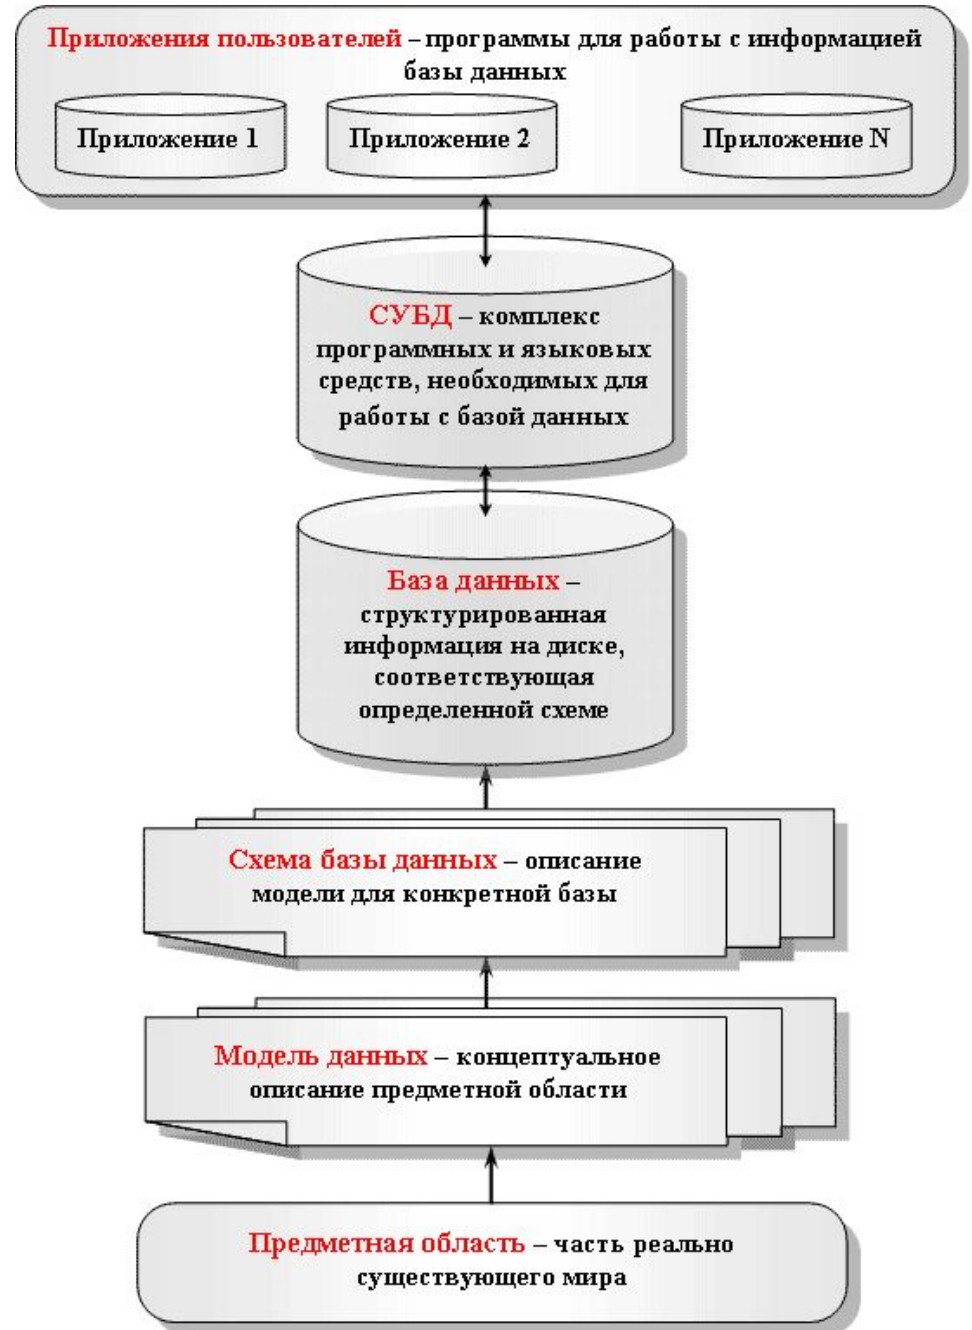 Приложения пользователей – программы для работы с информацией
базы данных
Приложение 1
Приложение 2
Приложение N
СУБД – комплекс
программных и языковых
средств, необходимых для
работы с базой данных
База данных –
структурированная
информация на диске,
соответствующая
определенной схеме
Схема базы данных – описание
модели для конкретной базы
Модель данных – концептуальное
описание предметной области
Предметная область – часть реально
существующего мира